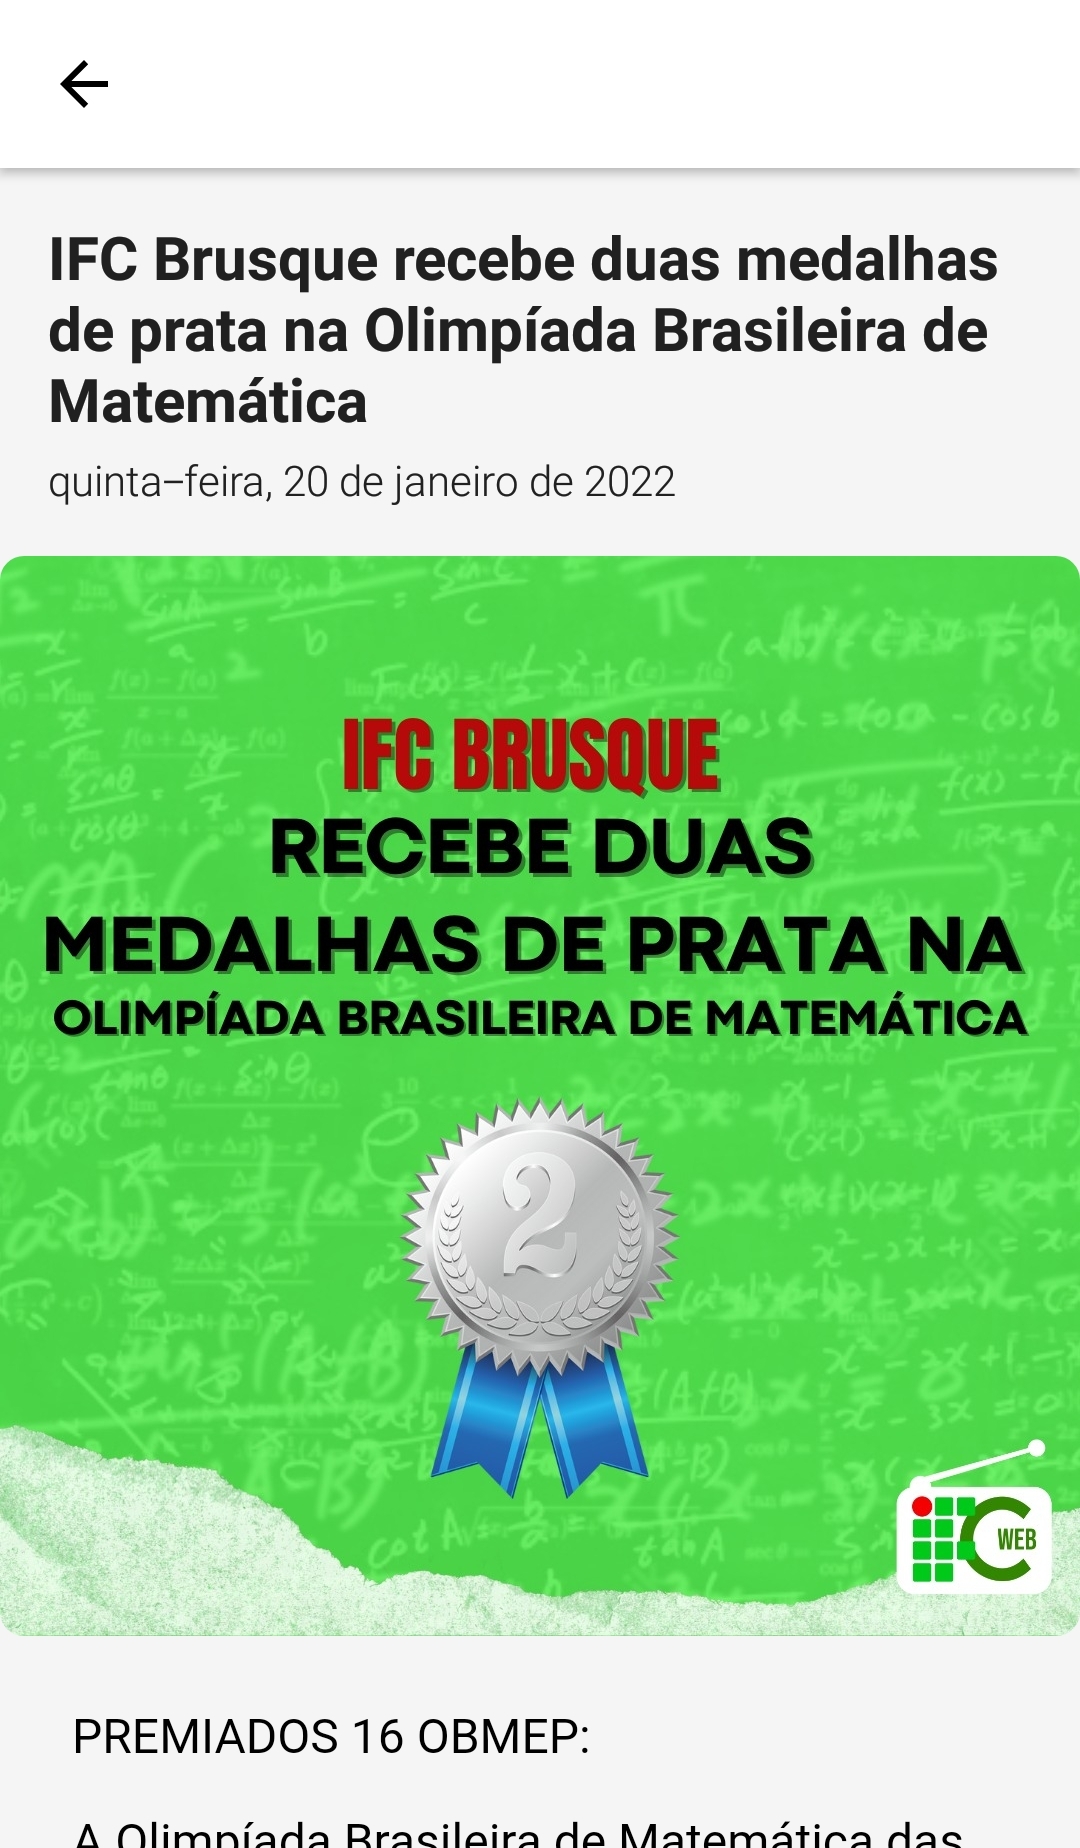 IFC Brusque recebe duas medalhas
de prata na Olimpíada Brasileira de
Matemática
quinta-feira, 20 de janeiro de 2022
IFC BRUSQUE
RECEBE DUAS
MEDALHAS DE PRATA NA
OLIMPÍADA BRASILEIRA DE MATEMÁTICA
2
WEB
PREMIADOS 16 OBMEP:
A Olimpíada Brasileira de Matemática das